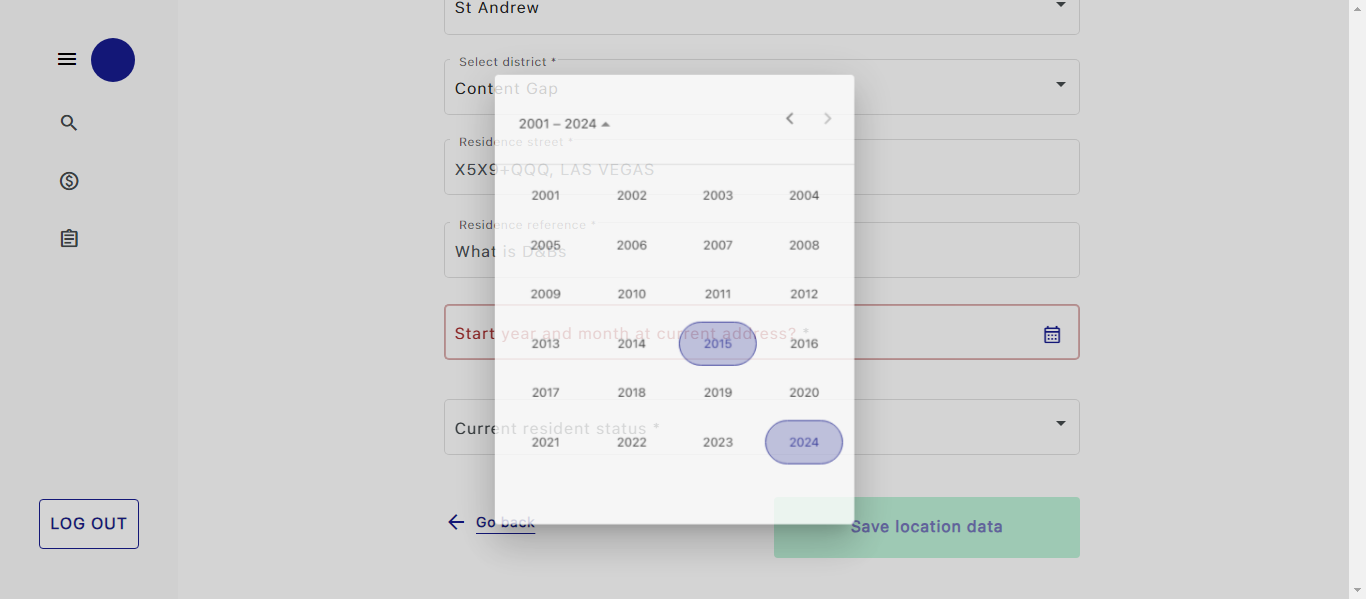 St Andrew
Select district *
Content Gap
2001 – 2024
Residence street *
X5X9+QQQ, LAS VEGAS
2001 2002 2003 2004
Residence reference *
2005 2006 2007 2008
What is D&Bs
2009 2010 2011 2012
Start year and month at current address? *
2013 2014 2015 2016
2017 2018 2019 2020
Current resident status *
2021 2022 2023 2024
LOG OUT
Go back
Save location data